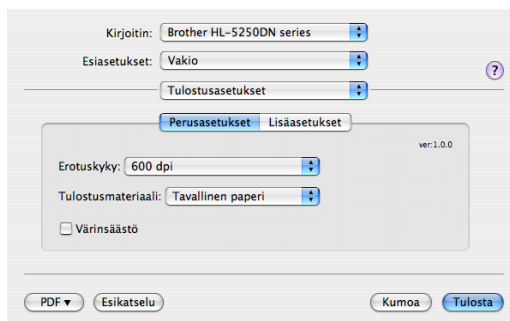 Kirjoitin: Brother HL-5250DN series
Esiasetukset: Vakio
?
Tulostusasetukset
Perusasetukset Lisäasetukset
ver:1.0.0
Erotuskyky: 600 dpi
Tulostusmateriaali: Tavallinen paperi
Värinsäästö
PDF▼ Esikatselu Kumoa Tulosta